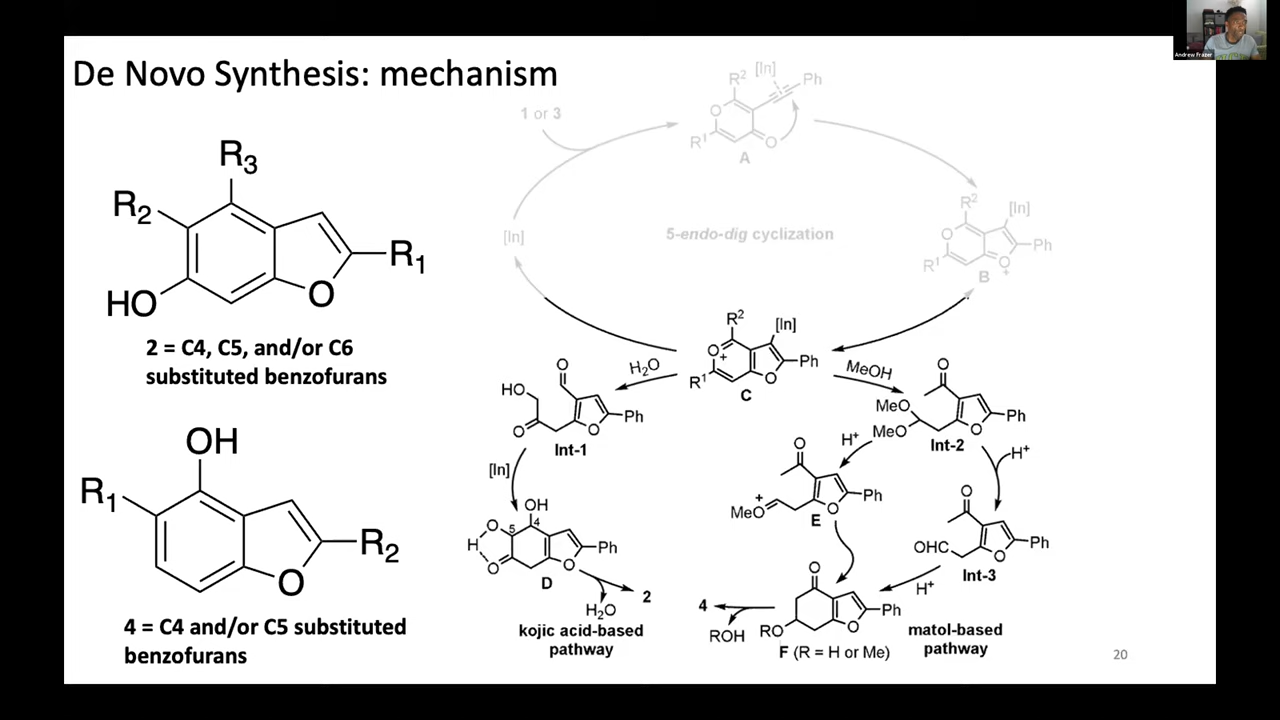 De Novo Synthesis: mechanism
Andrew Frazer
R3
R2
R1
HO
O
2 = C4, C5, and/or C6
substituted benzofurans
OH
R1
R2
O
4 = C4 and/or C5 substituted
benzofurans
1 or 3
[In]
R2
[In]
Ph
O
R1
O
A
5-endo-dig cyclization
R2
[In]
O
Ph
R1
O
+
B
R2
[In]
O
+
Ph
R1
O
C
H2O
MeOH
O
HO
O
O
Ph
Int-1
[In]
OH
O
5
4
H
O
O
Ph
D
H2O
2
kojic acid-based
pathway
O
MeO
MeO
O
Ph
Int-2
H+
H+
O
+
MeO
O
Ph
E
O
OHC
O
Ph
Int-3
H+
O
RO
O
Ph
F (R = H or Me)
4
ROH
matol-based
pathway
20